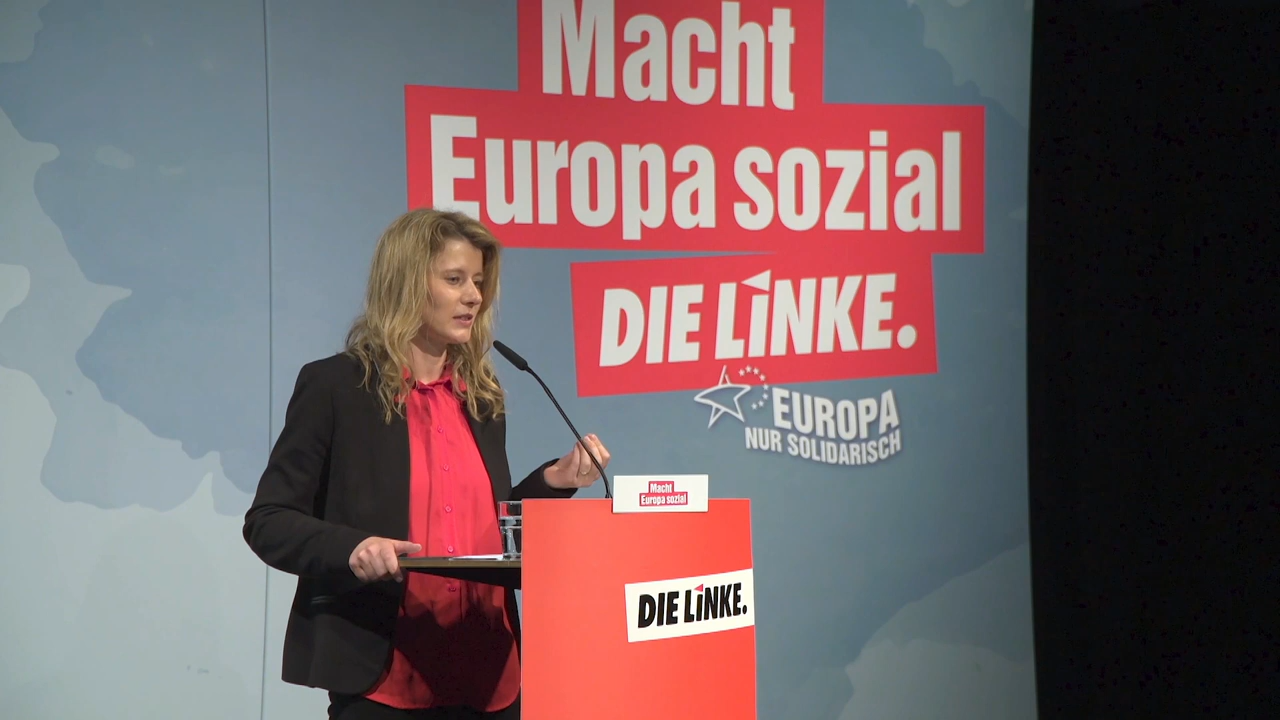 Macht
Europa sozial
DIE LINKE.
EUROPA
NUR SOLIDARISCH
Macht
Europa sozial
DIE LINKE.